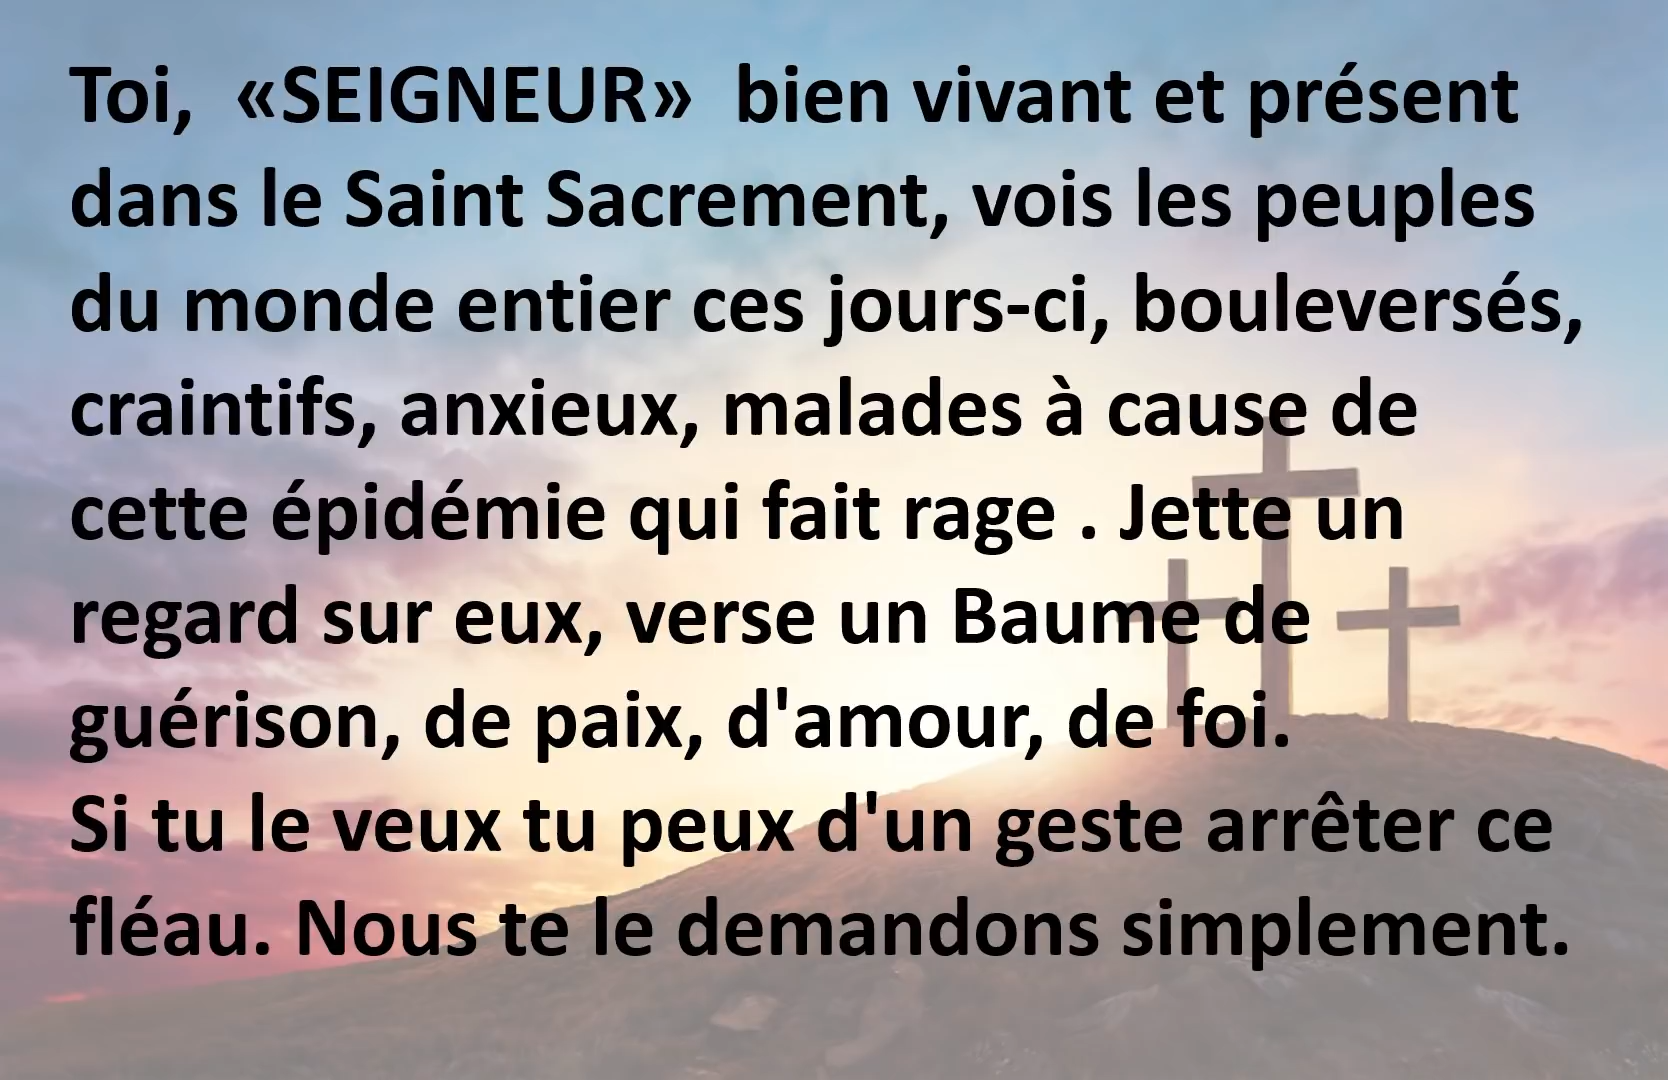 Toi,  «SEIGNEUR»  bien vivant et présent
dans le Saint Sacrement, vois les peuples
du monde entier ces jours-ci, bouleversés,
craintifs, anxieux, malades à cause de
cette épidémie qui fait rage . Jette un
regard sur eux, verse un Baume de
guérison, de paix, d'amour, de foi.
Si tu le veux tu peux d'un geste arrêter ce
fléau. Nous te le demandons simplement.